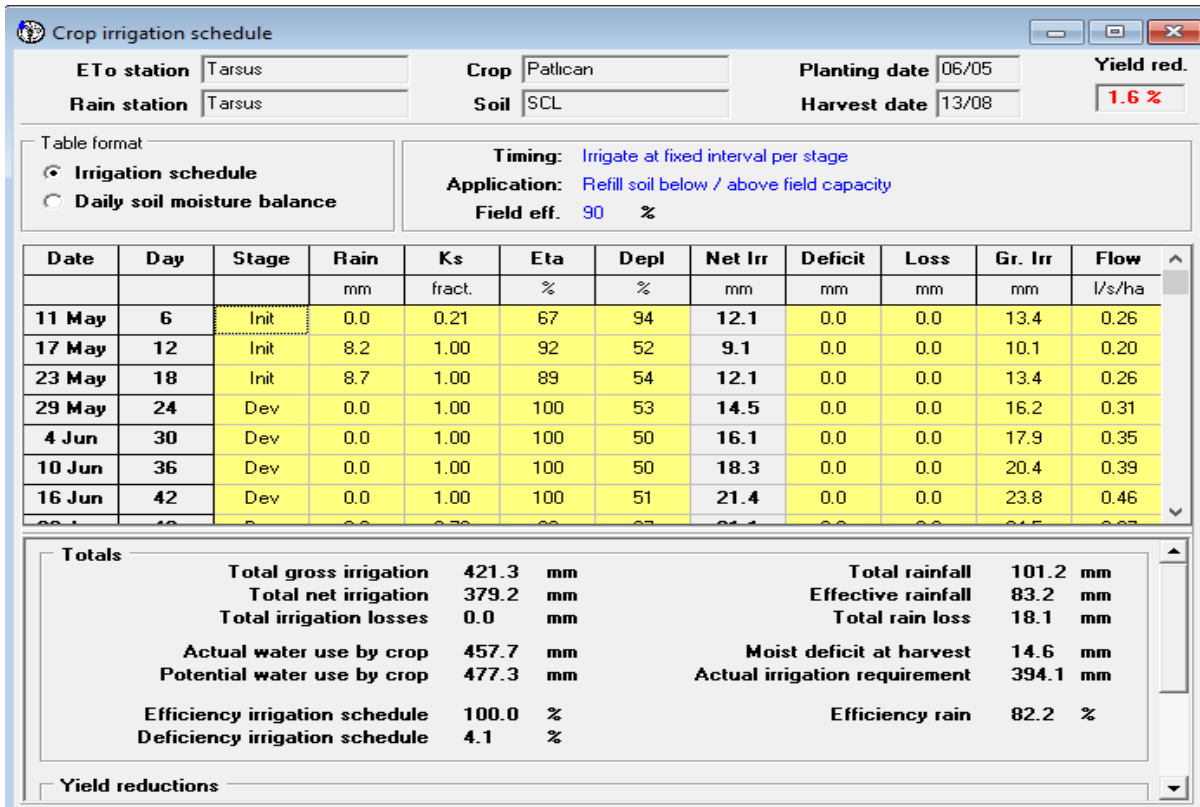 Crop irrigation schedule
ETo station Tarsus Crop Patlıcan Planting date 06/05 Yield red.
Rain station Tarsus Soil SCL Harvest date 13/08 1.6 %
Table format
Irrigation schedule
Daily soil moisture balance
Timing: Irrigate at fixed interval per stage
Application: Refill soil below / above field capacity
Field eff. 90 %
Date Day Stage Rain Ks Eta Depl Net Irr Deficit Loss Gr. Irr Flow
mm fract. % % mm mm mm mm l/s/ha
11 May 6 Init 0.0 0.21 67 94 12.1 0.0 0.0 13.4 0.26
17 May 12 Init 8.2 1.00 92 52 9.1 0.0 0.0 10.1 0.20
23 May 18 Init 8.7 1.00 89 54 12.1 0.0 0.0 13.4 0.26
29 May 24 Dev 0.0 1.00 100 53 14.5 0.0 0.0 16.2 0.31
4 Jun 30 Dev 0.0 1.00 100 50 16.1 0.0 0.0 17.9 0.35
10 Jun 36 Dev 0.0 1.00 100 50 18.3 0.0 0.0 20.4 0.39
16 Jun 42 Dev 0.0 1.00 100 51 21.4 0.0 0.0 23.8 0.46
Totals
Total gross irrigation 421.3 mm Total rainfall 101.2 mm
Total net irrigation 379.2 mm Effective rainfall 83.2 mm
Total irrigation losses 0.0 mm Total rain loss 18.1 mm
Actual water use by crop 457.7 mm Moist deficit at harvest 14.6 mm
Potential water use by crop 477.3 mm Actual irrigation requirement 394.1 mm
Efficiency irrigation schedule 100.0 % Efficiency rain 82.2 %
Deficiency irrigation schedule 4.1 %
Yield reductions